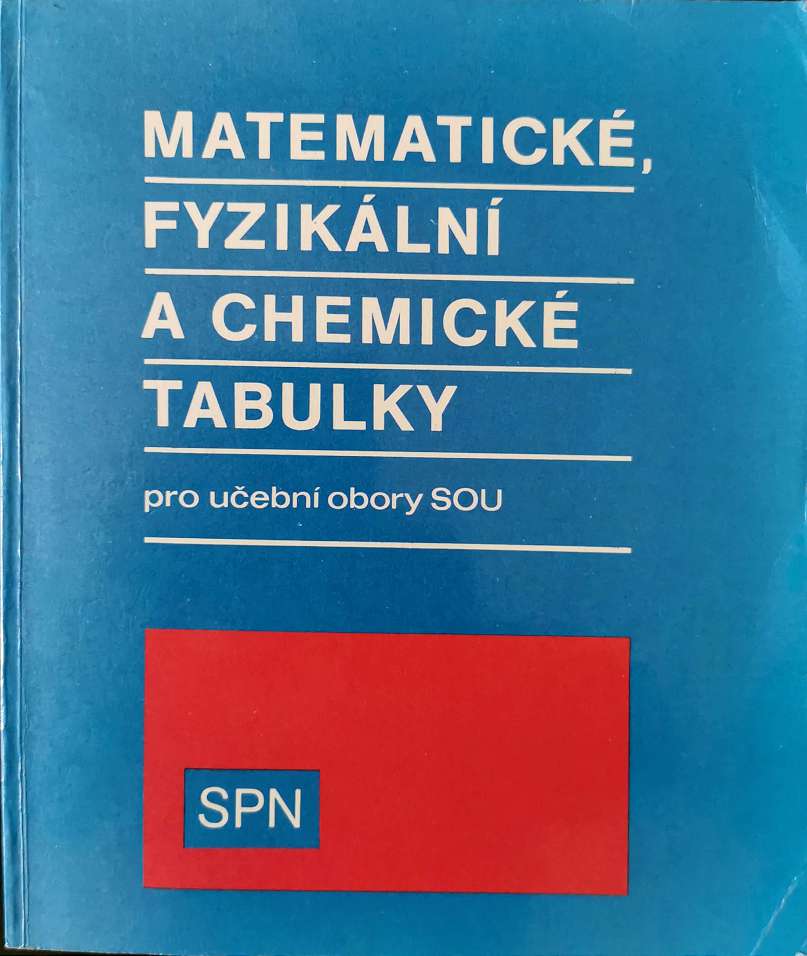 MATEMATICKÉ,
FYZIKÁLNÍ
A CHEMICKÉ
TABULKY
pro učební obory SOU
SPN